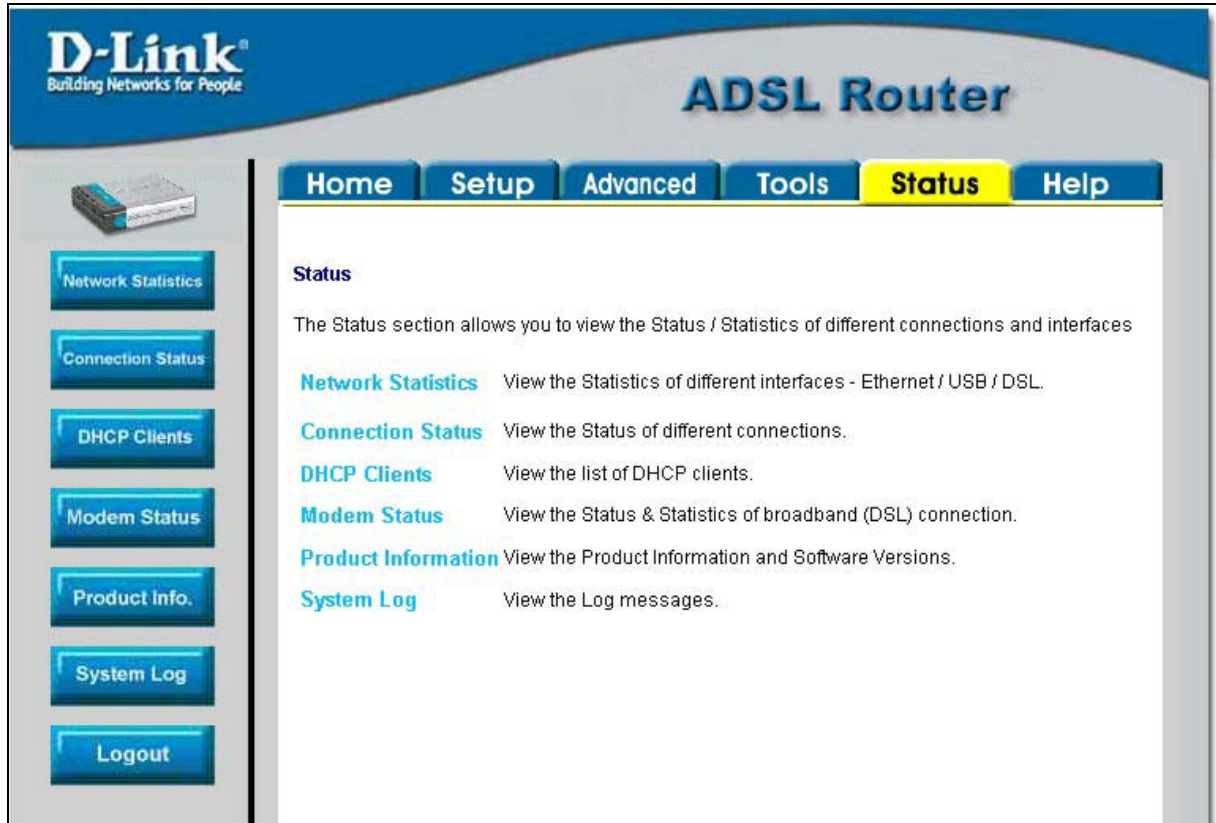 D-Link®
Building Networks for People
ADSL Router
Home Setup Advanced Tools Status Help
Network Statistics
Connection Status
DHCP Clients
Modem Status
Product Info.
System Log
Logout
Status
The Status section allows you to view the Status / Statistics of different connections and interfaces
Network Statistics View the Statistics of different interfaces - Ethernet / USB / DSL.
Connection Status View the Status of different connections.
DHCP Clients View the list of DHCP clients.
Modem Status View the Status & Statistics of broadband (DSL) connection.
Product Information View the Product Information and Software Versions.
System Log View the Log messages.